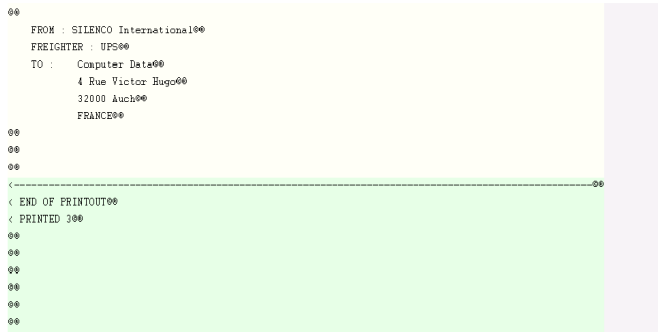 @@
FROM : SILENCO International@@
FREIGHTER : UPS@@
TO : Computer Data@@
4 Rue Victor Hugo@@
32000 Auch@@
FRANCE@@
@@
@@
@@
<----------------------------------------------------------------------------------------------------@@
< END OF PRINTOUT@@
< PRINTED 3@@
@@
@@
@@
@@
@@
@@